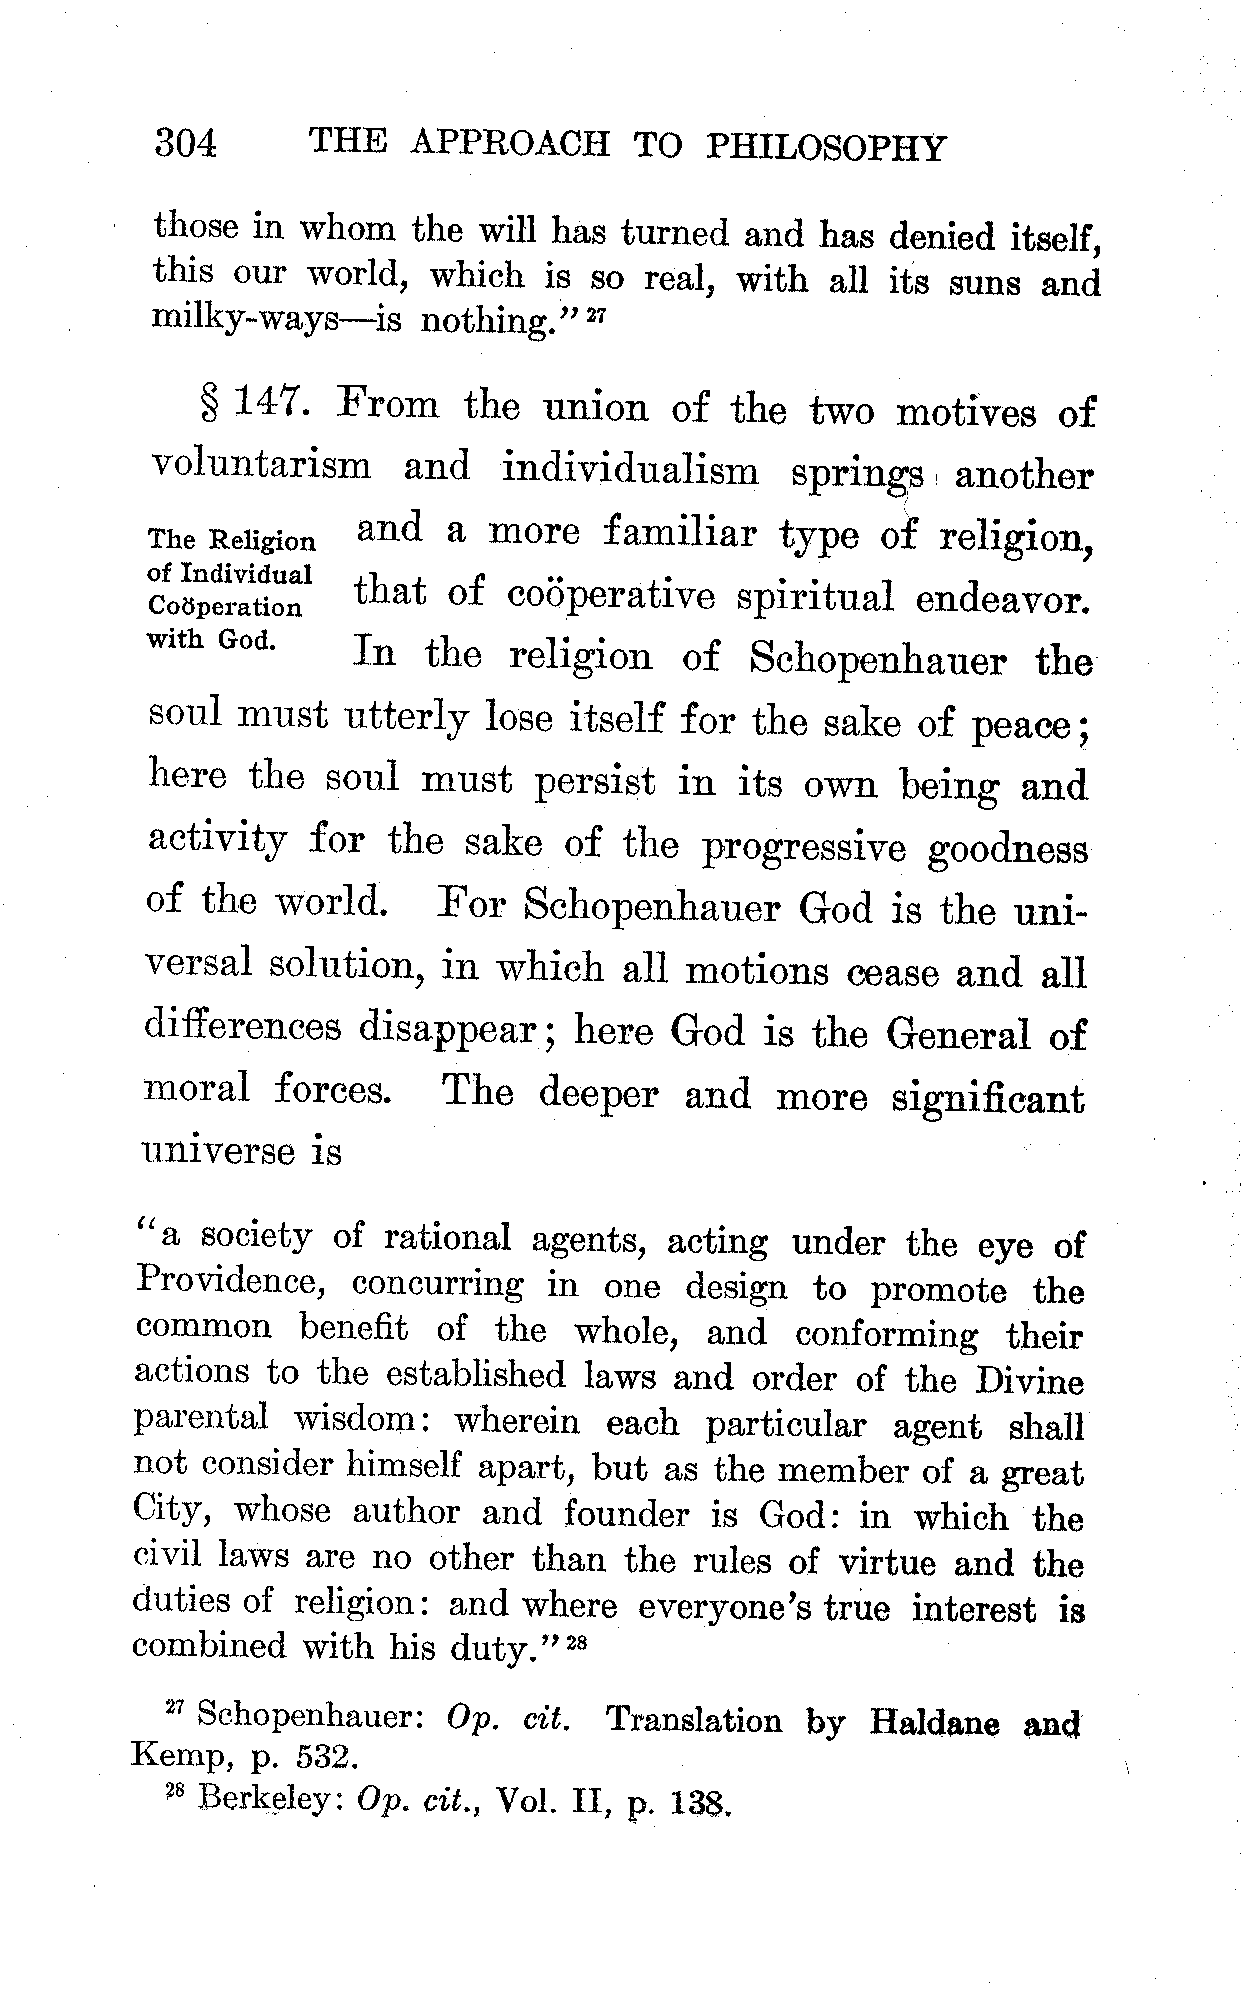 304 THE APPROACH TO PHILOSOPHY
those in whom the will has turned and has denied itself,
this our world, which is so real, with all its suns and
milky-ways—is nothing." 27
§ 147. From the union of the two motives of
voluntarism and individualism springs another
The Religion
of Individual
Coöperation
with God.
and a more familiar type of religion,
that of coöperative spiritual endeavor.
In the religion of Schopenhauer the
soul must utterly lose itself for the sake of peace;
here the soul must persist in its own being and
activity for the sake of the progressive goodness
of the world. For Schopenhauer God is the uni-
versal solution, in which all motions cease and all
differences disappear; here God is the General of
moral forces. The deeper and more significant
universe is
"a society of rational agents, acting under the eye of
Providence, concurring in one design to promote the
common benefit of the whole, and conforming their
actions to the established laws and order of the Divine
parental wisdom: wherein each particular agent shall
not consider himself apart, but as the member of a great
City, whose author and founder is God: in which the
civil laws are no other than the rules of virtue and the
duties of religion: and where everyone's true interest is
combined with his duty." 28
27 Schopenhauer: Op. cit. Translation by Haldane and
Kemp, p. 532.
28 Berkeley: Op. cit., Vol. II, p. 138.